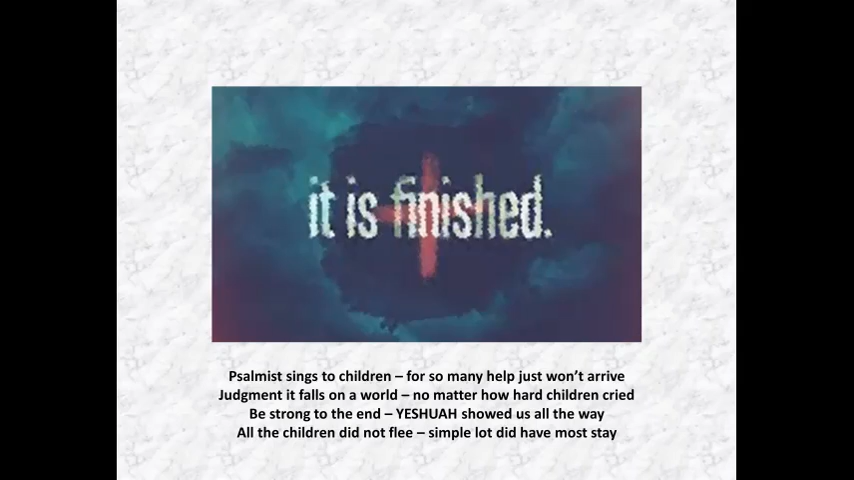 it is finished.
Psalmist sings to children – for so many help just won’t arrive
Judgment it falls on a world – no matter how hard children cried
Be strong to the end – YESHUAH showed us all the way
All the children did not flee – simple lot did have most stay